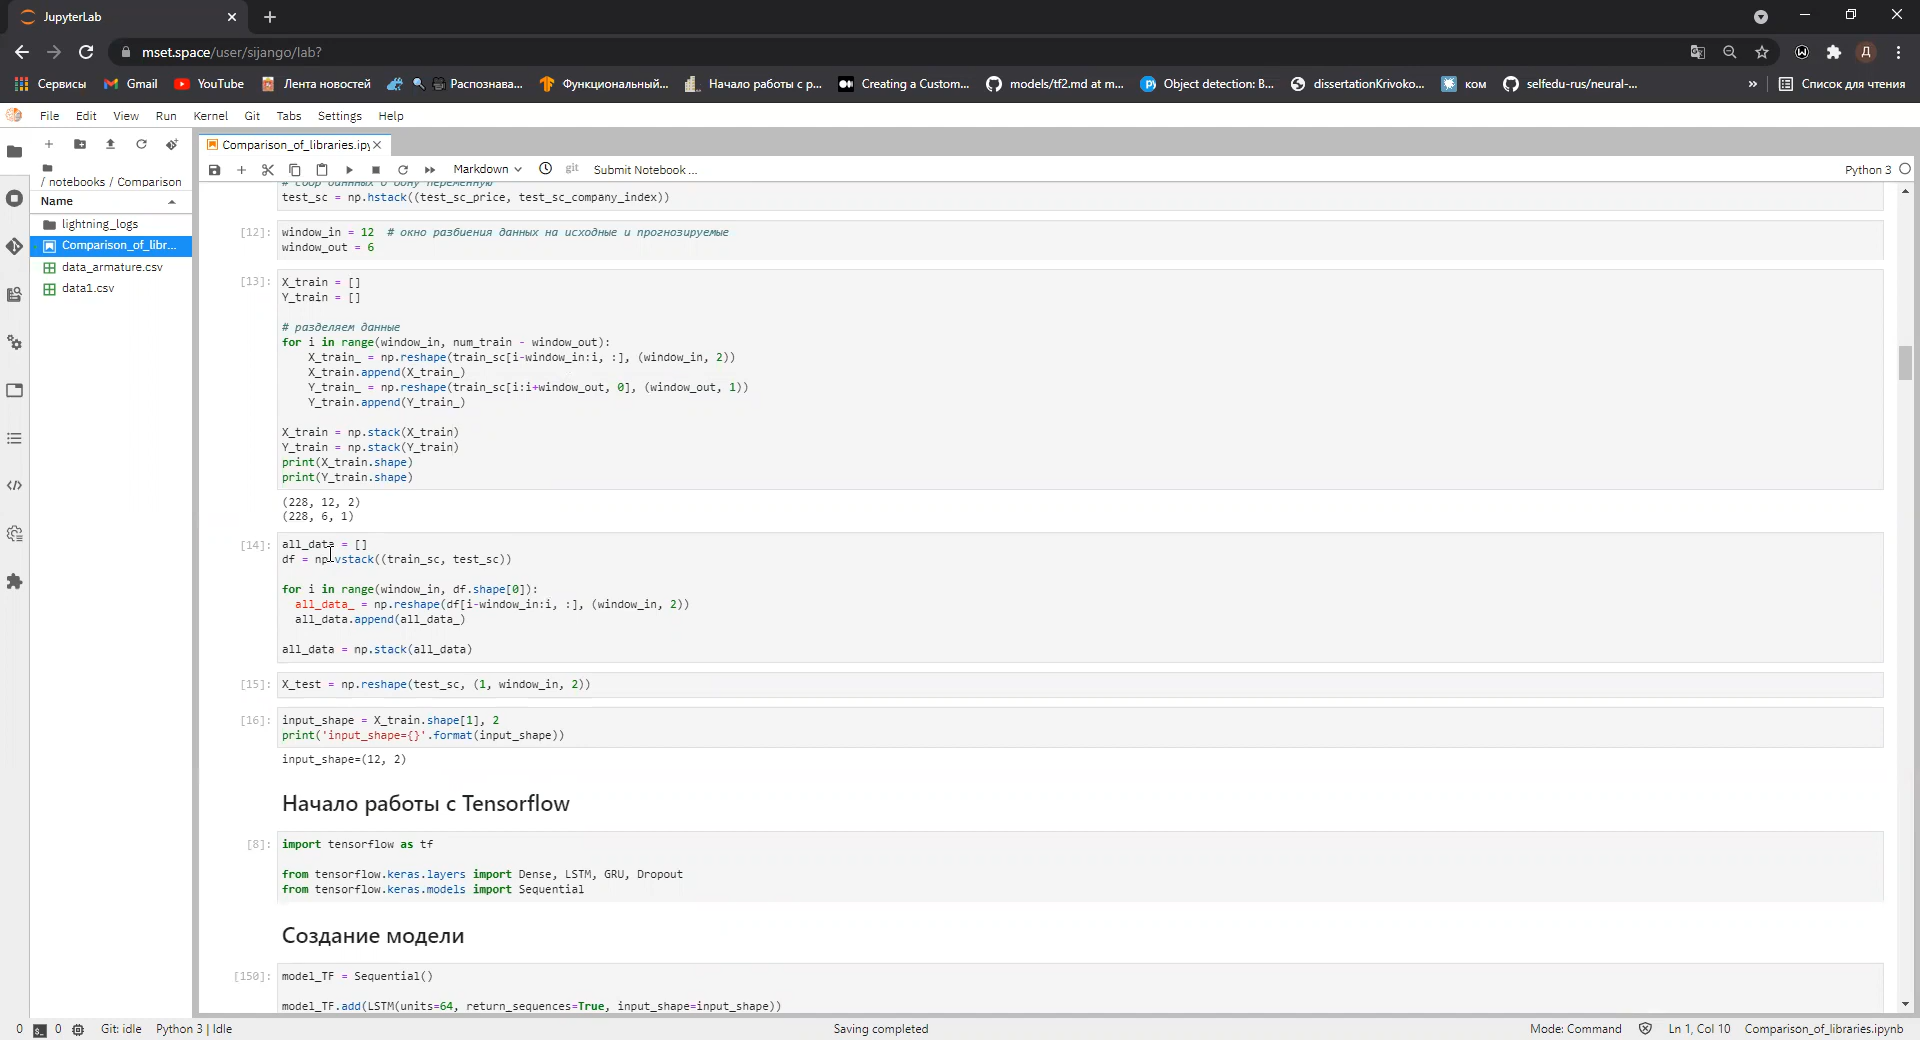 JupyterLab
mset.space/user/sijango/lab?
Сервисы Gmail YouTube Лента новостей Распознава... Функциональный... Начало работы с p... Creating a Custom... models/tf2.md at m... Object detection: B... dissertationKrivoko... ком selfedu-rus/neural-... » Список для чтения
File Edit View Run Kernel Git Tabs Settings Help
Comparison_of_libraries.ipy
Markdown git Submit Notebook ... Python 3
/ notebooks / Comparison
Name
lightning_logs
Comparison_of_libr...
data_armature.csv
data1.csv
test_sc = np.hstack((test_sc_price, test_sc_company_index))
[12]: window_in = 12 # окно разбиения данных на исходные и прогнозируемые
window_out = 6
[13]: X_train = []
Y_train = []
# разделяем данные
for i in range(window_in, num_train - window_out):
X_train_ = np.reshape(train_sc[i-window_in:i, :], (window_in, 2))
X_train.append(X_train_)
Y_train_ = np.reshape(train_sc[i:i+window_out, 0], (window_out, 1))
Y_train.append(Y_train_)
X_train = np.stack(X_train)
Y_train = np.stack(Y_train)
print(X_train.shape)
print(Y_train.shape)
(228, 12, 2)
(228, 6, 1)
[14]: all_data = []
df = np.vstack((train_sc, test_sc))
for i in range(window_in, df.shape[0]):
all_data_ = np.reshape(df[i-window_in:i, :], (window_in, 2))
all_data.append(all_data_)
all_data = np.stack(all_data)
[15]: X_test = np.reshape(test_sc, (1, window_in, 2))
[16]: input_shape = X_train.shape[1], 2
print('input_shape={}'.format(input_shape))
input_shape=(12, 2)
Начало работы с Tensorflow
[8]: import tensorflow as tf
from tensorflow.keras.layers import Dense, LSTM, GRU, Dropout
from tensorflow.keras.models import Sequential
Создание модели
[150]: model_TF = Sequential()
model_TF.add(LSTM(units=64, return_sequences=True, input_shape=input_shape))
0 0 Git: idle Python 3 | Idle Saving completed Mode: Command Ln 1, Col 10 Comparison_of_libraries.ipynb